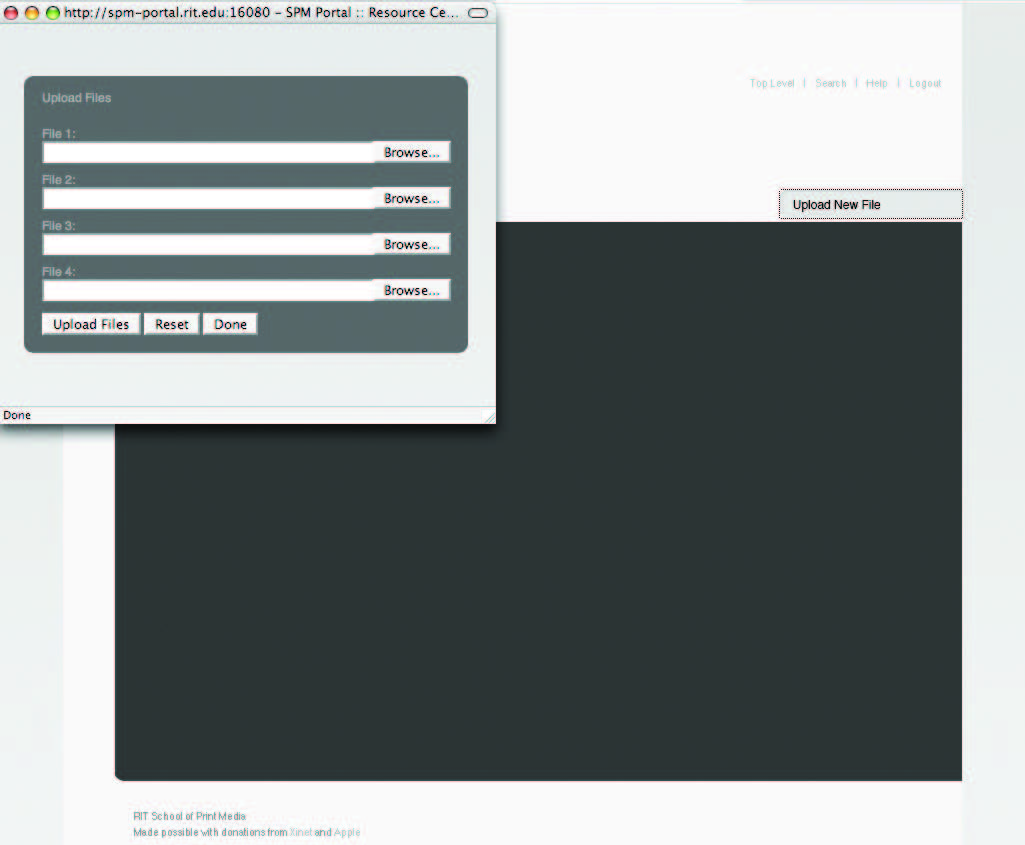 http://spm-portal.rit.edu:16080 – SPM Portal :: Resource Ce...
Upload Files
File 1:
Browse...
File 2:
Browse...
File 3:
Browse...
File 4:
Browse...
Upload Files Reset Done
Done
Top Level | Search | Help | Logout
Upload New File
RIT School of Print Media
Made possible with donations from Xinet and Apple